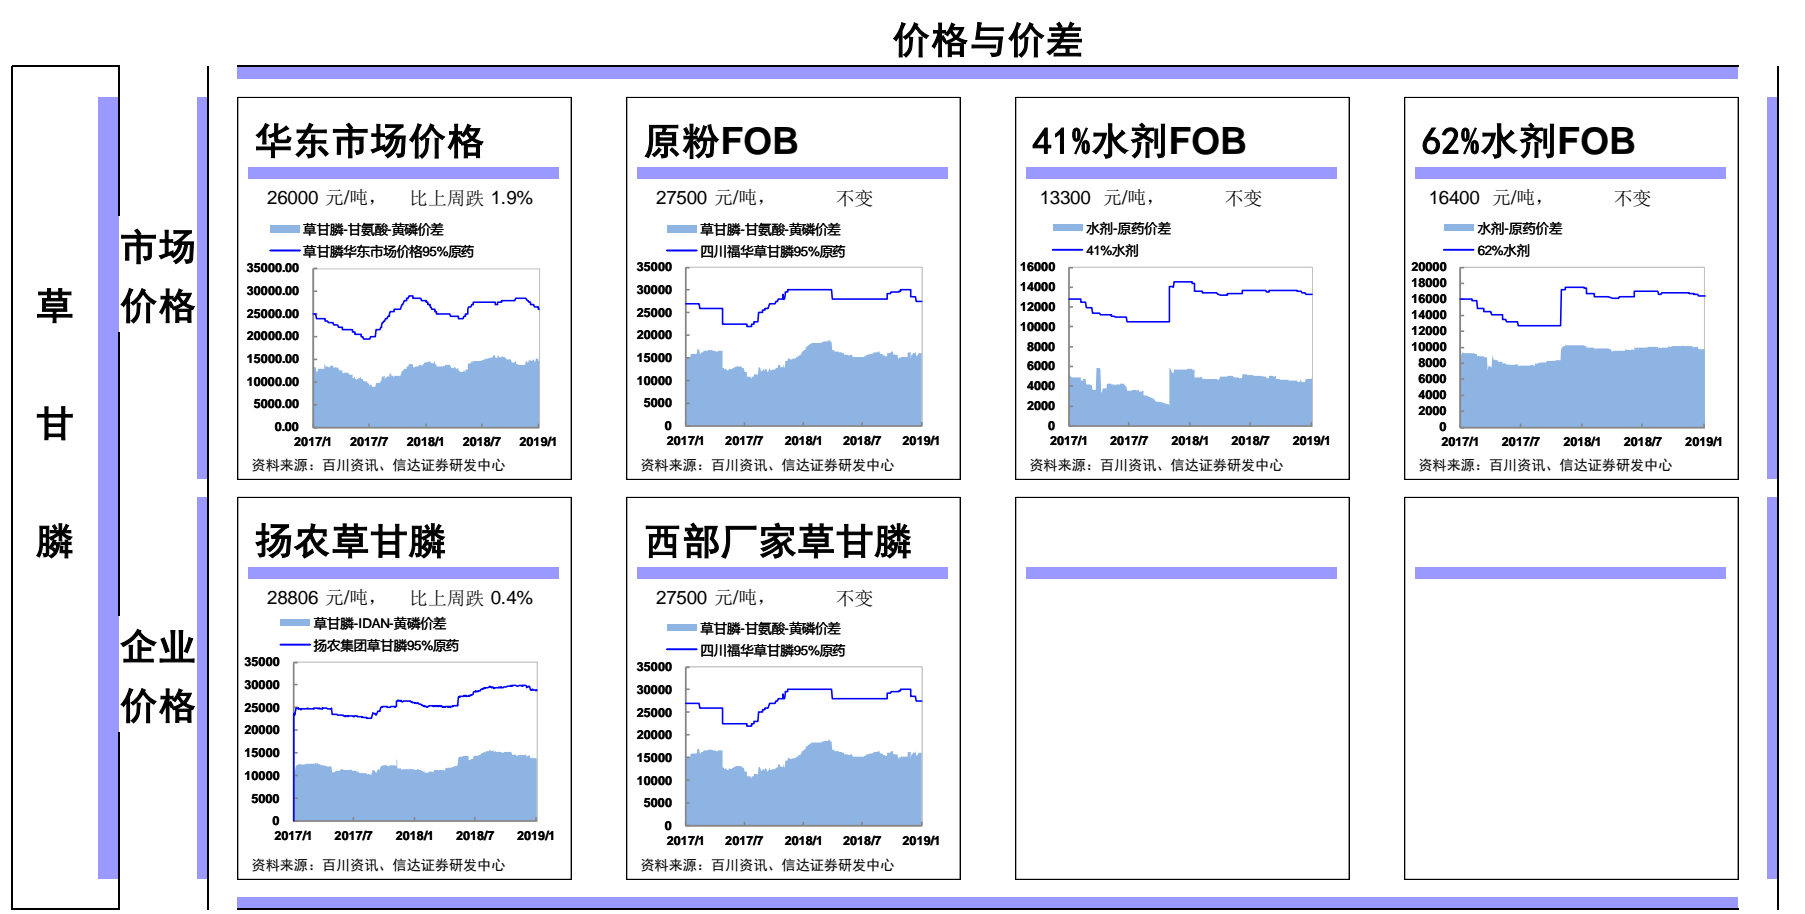 价格与价差
草
甘
膦
市场
价格
华东市场价格
26000 元/吨， 比上周跌 1.9%
草甘膦-甘氨酸-黄磷价差
草甘膦华东市场价格95%原药
35000.00
30000.00
25000.00
20000.00
15000.00
10000.00
5000.00
0.00
2017/1 2017/7 2018/1 2018/7 2019/1
资料来源：百川资讯、信达证券研发中心
原粉FOB
27500 元/吨， 不变
草甘膦-甘氨酸-黄磷价差
四川福华草甘膦95%原药
35000
30000
25000
20000
15000
10000
5000
0
2017/1 2017/7 2018/1 2018/7 2019/1
资料来源：百川资讯、信达证券研发中心
41%水剂FOB
13300 元/吨， 不变
水剂-原药价差
41%水剂
16000
14000
12000
10000
8000
6000
4000
2000
0
2017/1 2017/7 2018/1 2018/7 2019/1
资料来源：百川资讯、信达证券研发中心
62%水剂FOB
16400 元/吨， 不变
水剂-原药价差
62%水剂
20000
18000
16000
14000
12000
10000
8000
6000
4000
2000
0
2017/1 2017/7 2018/1 2018/7 2019/1
资料来源：百川资讯、信达证券研发中心
企业
价格
扬农草甘膦
28806 元/吨， 比上周跌 0.4%
草甘膦-IDAN-黄磷价差
扬农集团草甘膦95%原药
35000
30000
25000
20000
15000
10000
5000
0
2017/1 2017/7 2018/1 2018/7 2019/1
资料来源：百川资讯、信达证券研发中心
西部厂家草甘膦
27500 元/吨， 不变
草甘膦-甘氨酸-黄磷价差
四川福华草甘膦95%原药
35000
30000
25000
20000
15000
10000
5000
0
2017/1 2017/7 2018/1 2018/7 2019/1
资料来源：百川资讯、信达证券研发中心